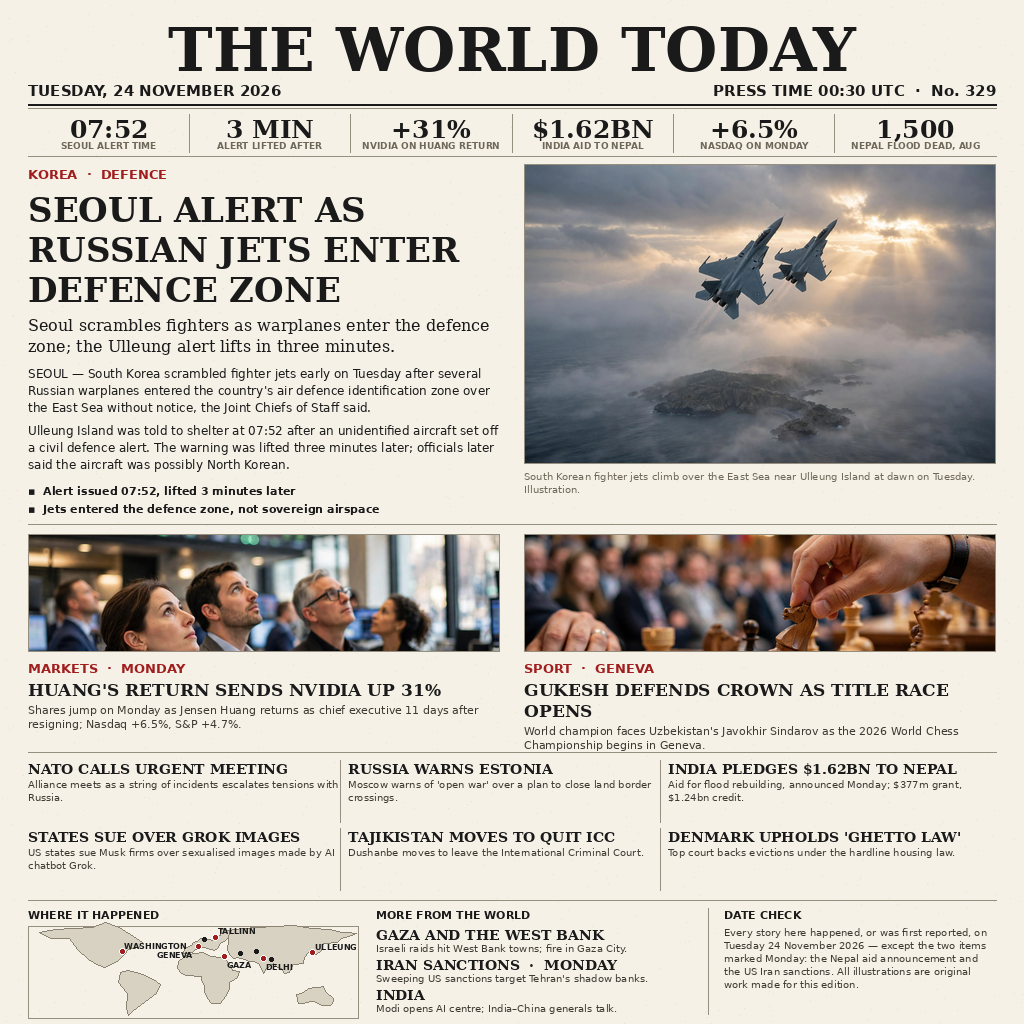 THE WORLD TODAY
TUESDAY, 24 NOVEMBER 2026
PRESS TIME 00:30 UTC · No. 329
07:52
SEOUL ALERT TIME
3 MIN
ALERT LIFTED AFTER
+31%
NVIDIA ON HUANG RETURN
$1.62BN
INDIA AID TO NEPAL
+6.5%
NASDAQ ON MONDAY
1,500
NEPAL FLOOD DEAD, AUG
KOREA · DEFENCE
SEOUL ALERT AS
RUSSIAN JETS ENTER
DEFENCE ZONE
Seoul scrambles fighters as warplanes enter the defence
zone; the Ulleung alert lifts in three minutes.
SEOUL — South Korea scrambled fighter jets early on Tuesday after several
Russian warplanes entered the country's air defence identification zone over
the East Sea without notice, the Joint Chiefs of Staff said.
Ulleung Island was told to shelter at 07:52 after an unidentified aircraft set off
a civil defence alert. The warning was lifted three minutes later; officials later
said the aircraft was possibly North Korean.
▪ Alert issued 07:52, lifted 3 minutes later
▪ Jets entered the defence zone, not sovereign airspace
South Korean fighter jets climb over the East Sea near Ulleung Island at dawn on Tuesday.
Illustration.
MARKETS · MONDAY
HUANG'S RETURN SENDS NVIDIA UP 31%
Shares jump on Monday as Jensen Huang returns as chief executive 11 days after
resigning; Nasdaq +6.5%, S&P +4.7%.
SPORT · GENEVA
GUKESH DEFENDS CROWN AS TITLE RACE
OPENS
World champion faces Uzbekistan's Javokhir Sindarov as the 2026 World Chess
Championship begins in Geneva.
NATO CALLS URGENT MEETING
Alliance meets as a string of incidents escalates tensions with
Russia.
RUSSIA WARNS ESTONIA
Moscow warns of 'open war' over a plan to close land border
crossings.
INDIA PLEDGES $1.62BN TO NEPAL
Aid for flood rebuilding, announced Monday; $377m grant,
$1.24bn credit.
STATES SUE OVER GROK IMAGES
US states sue Musk firms over sexualised images made by AI
chatbot Grok.
TAJIKISTAN MOVES TO QUIT ICC
Dushanbe moves to leave the International Criminal Court.
DENMARK UPHOLDS 'GHETTO LAW'
Top court backs evictions under the hardline housing law.
WHERE IT HAPPENED
TALLINN
WASHINGTON
GENEVA
ULLEUNG
GAZA
DELHI
MORE FROM THE WORLD
GAZA AND THE WEST BANK
Israeli raids hit West Bank towns; fire in Gaza City.
IRAN SANCTIONS · MONDAY
Sweeping US sanctions target Tehran's shadow banks.
INDIA
Modi opens AI centre; India–China generals talk.
DATE CHECK
Every story here happened, or was first reported, on
Tuesday 24 November 2026 — except the two items
marked Monday: the Nepal aid announcement and
the US Iran sanctions. All illustrations are original
work made for this edition.